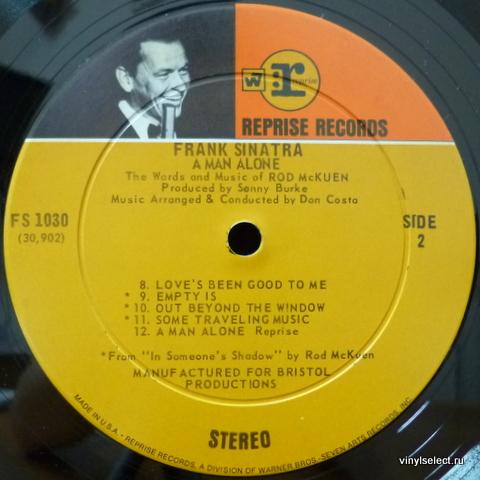 W
r
reprise
REPRISE RECORDS
FRANK SINATRA
A MAN ALONE
The Words and Music of ROD McKUEN
Produced by Sonny Burke
Music Arranged & Conducted by Don Costa
FS 1030
(30,902)
SIDE
2
8. LOVE'S BEEN GOOD TO ME
* 9. EMPTY IS
* 10. OUT BEYOND THE WINDOW
* 11. SOME TRAVELING MUSIC
12. A MAN ALONE Reprise
*From "In Someone's Shadow" by Rod McKuen
MANUFACTURED FOR BRISTOL
PRODUCTIONS
STEREO
MADE IN U.S.A. - REPRISE RECORDS, A DIVISION OF WARNER BROS.-SEVEN ARTS RECORDS, INC.
vinylselect.ru